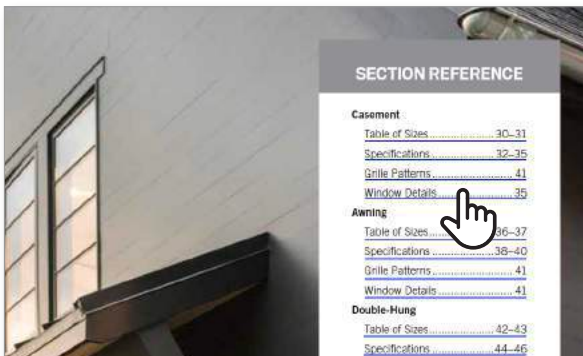 SECTION REFERENCE
Casement
Table of Sizes .................... 30–31
Specifications .................... 32–35
Grille Patterns .................... 41
Window Details .................... 35
Awning
Table of Sizes .................... 36–37
Specifications .................... 38–40
Grille Patterns .................... 41
Window Details .................... 41
Double-Hung
Table of Sizes .................... 42–43
Specifications .................... 44–46